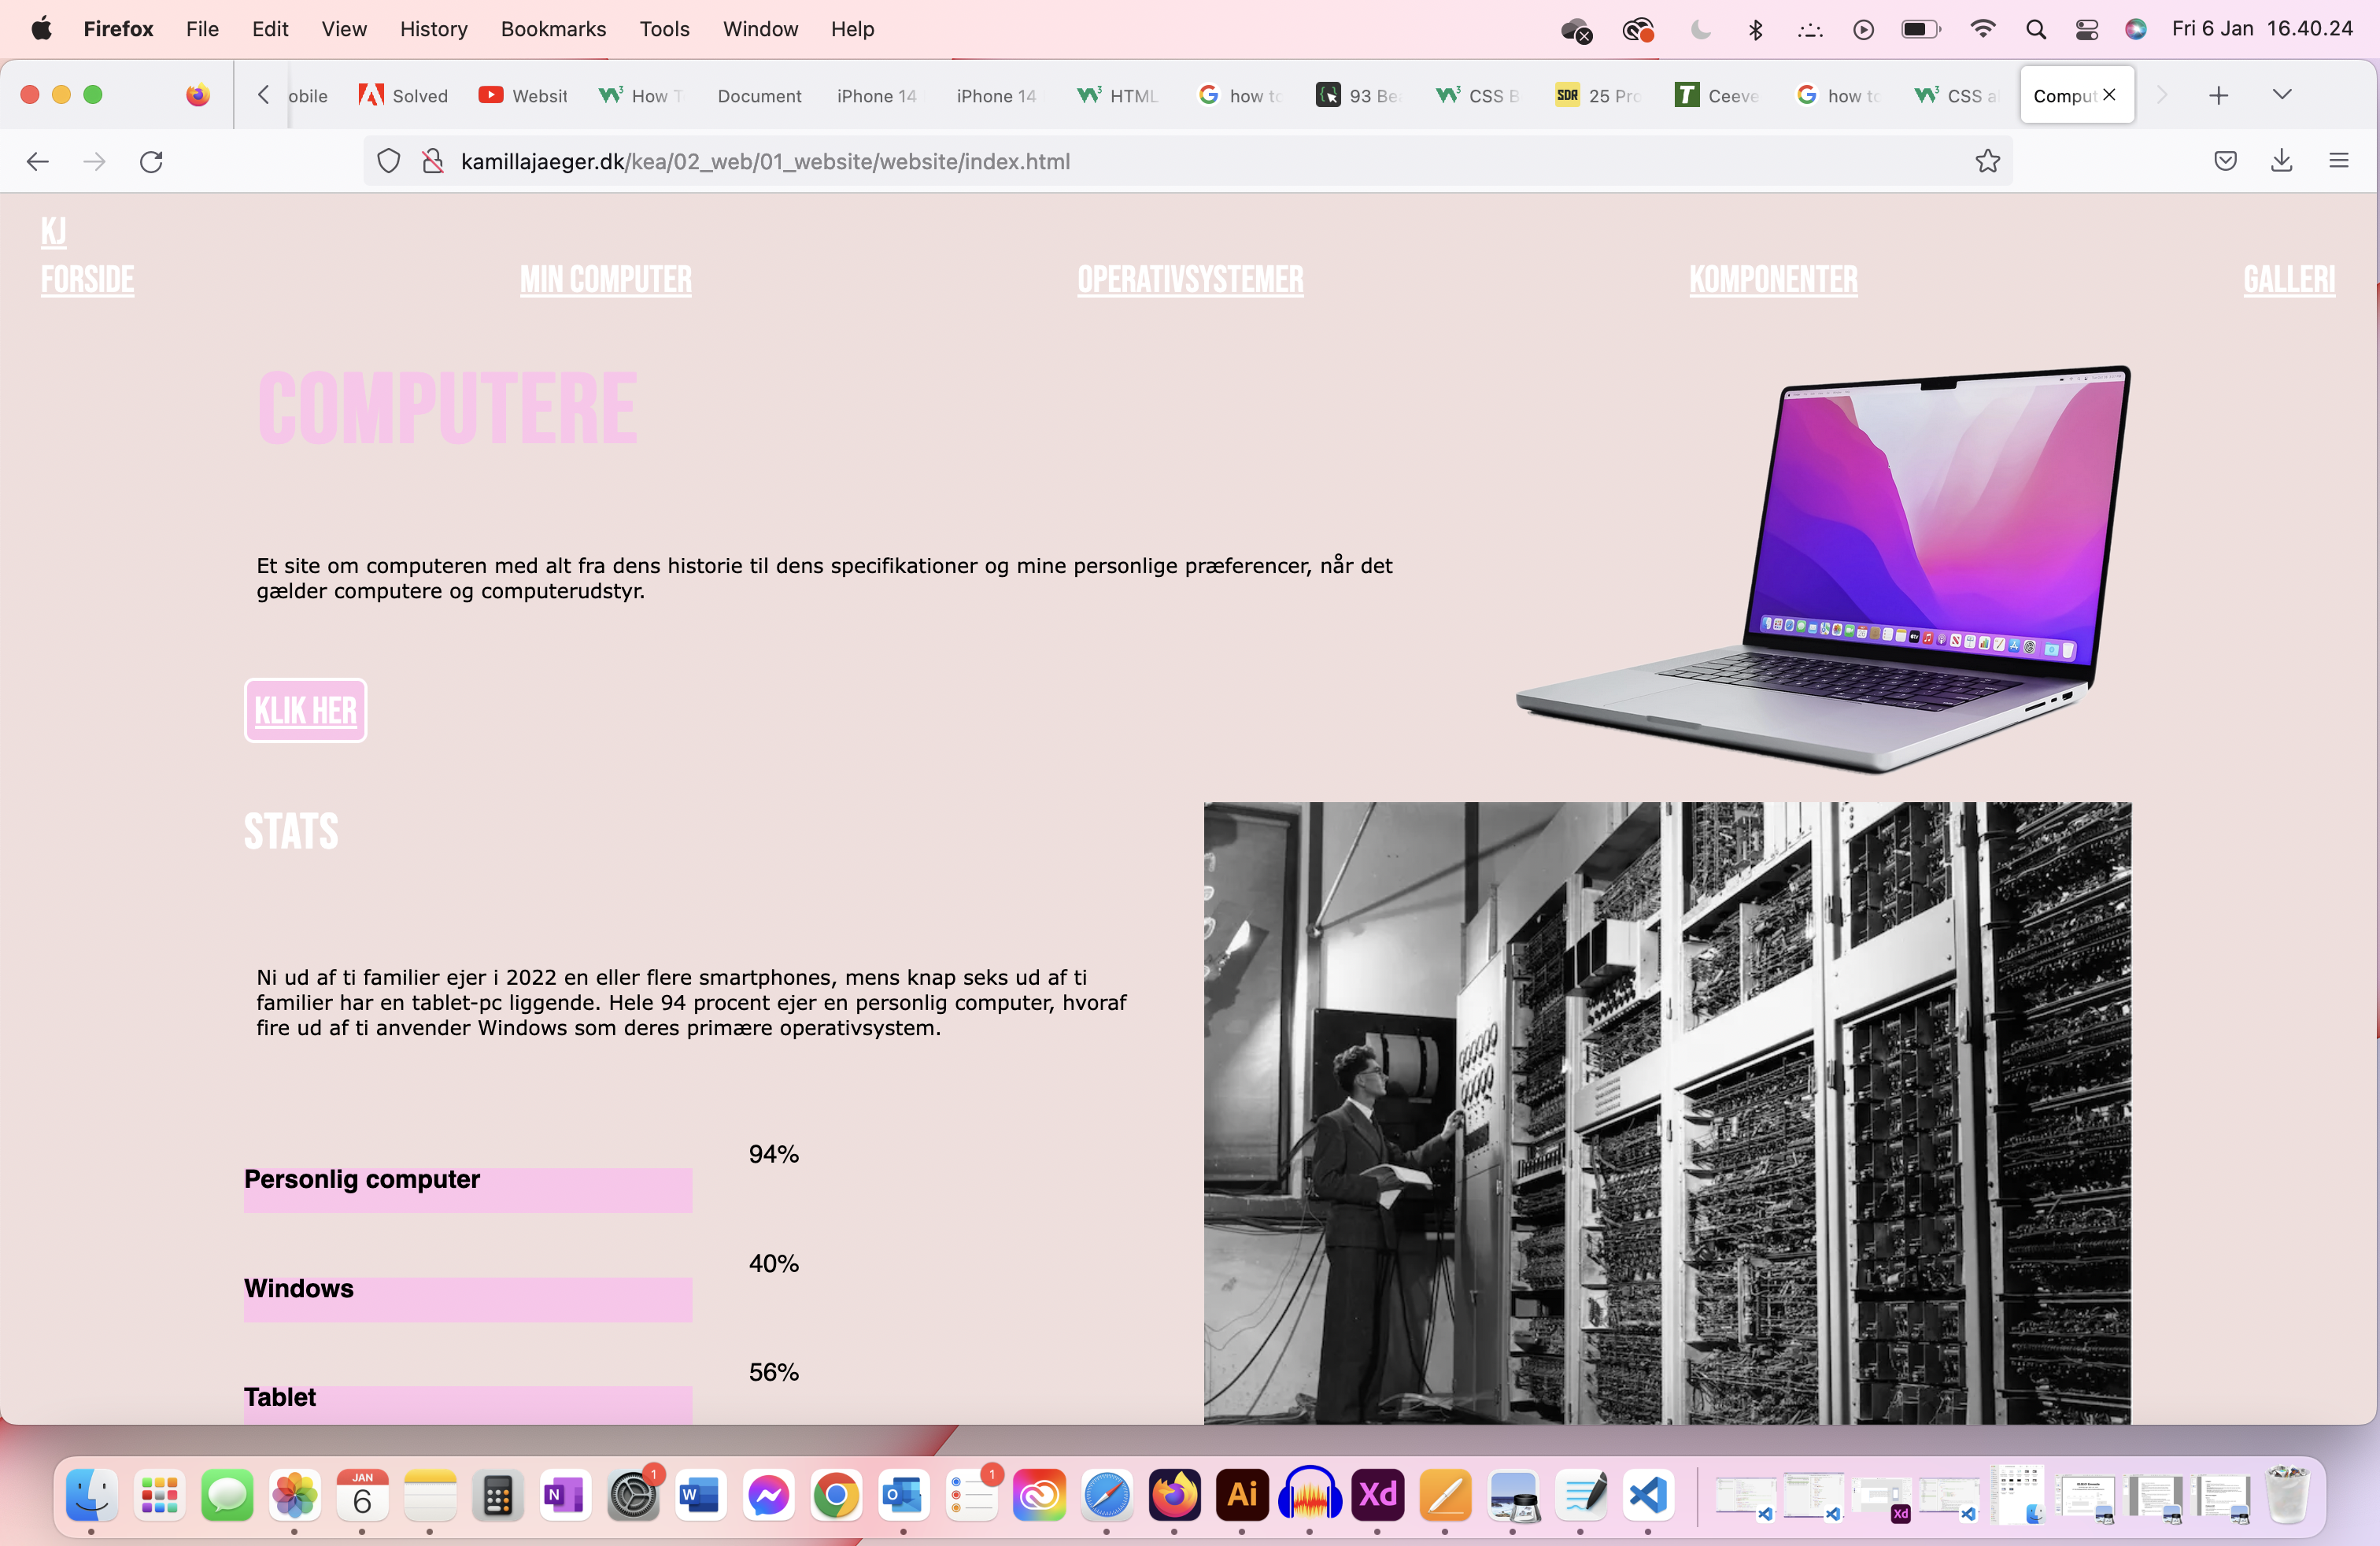 Firefox File Edit View History Bookmarks Tools Window Help Fri 6 Jan 16.40.24
obile Solved Websit How T Document iPhone 14 iPhone 14 HTML how to 93 Be CSS B 25 Pro Ceeve how to CSS a Comput
kamillajaeger.dk/kea/02_web/01_website/website/index.html
KJ
FORSIDE MIN COMPUTER OPERATIVSYSTEMER KOMPONENTER GALLERI
COMPUTERE
Et site om computeren med alt fra dens historie til dens specifikationer og mine personlige præferencer, når det
gælder computere og computerudstyr.
KLIK HER
STATS
Ni ud af ti familier ejer i 2022 en eller flere smartphones, mens knap seks ud af ti
familier har en tablet-pc liggende. Hele 94 procent ejer en personlig computer, hvoraf
fire ud af ti anvender Windows som deres primære operativsystem.
94%
Personlig computer
40%
Windows
56%
Tablet
JAN
6
1
1
N
W
O
Ai
Xd
Xd